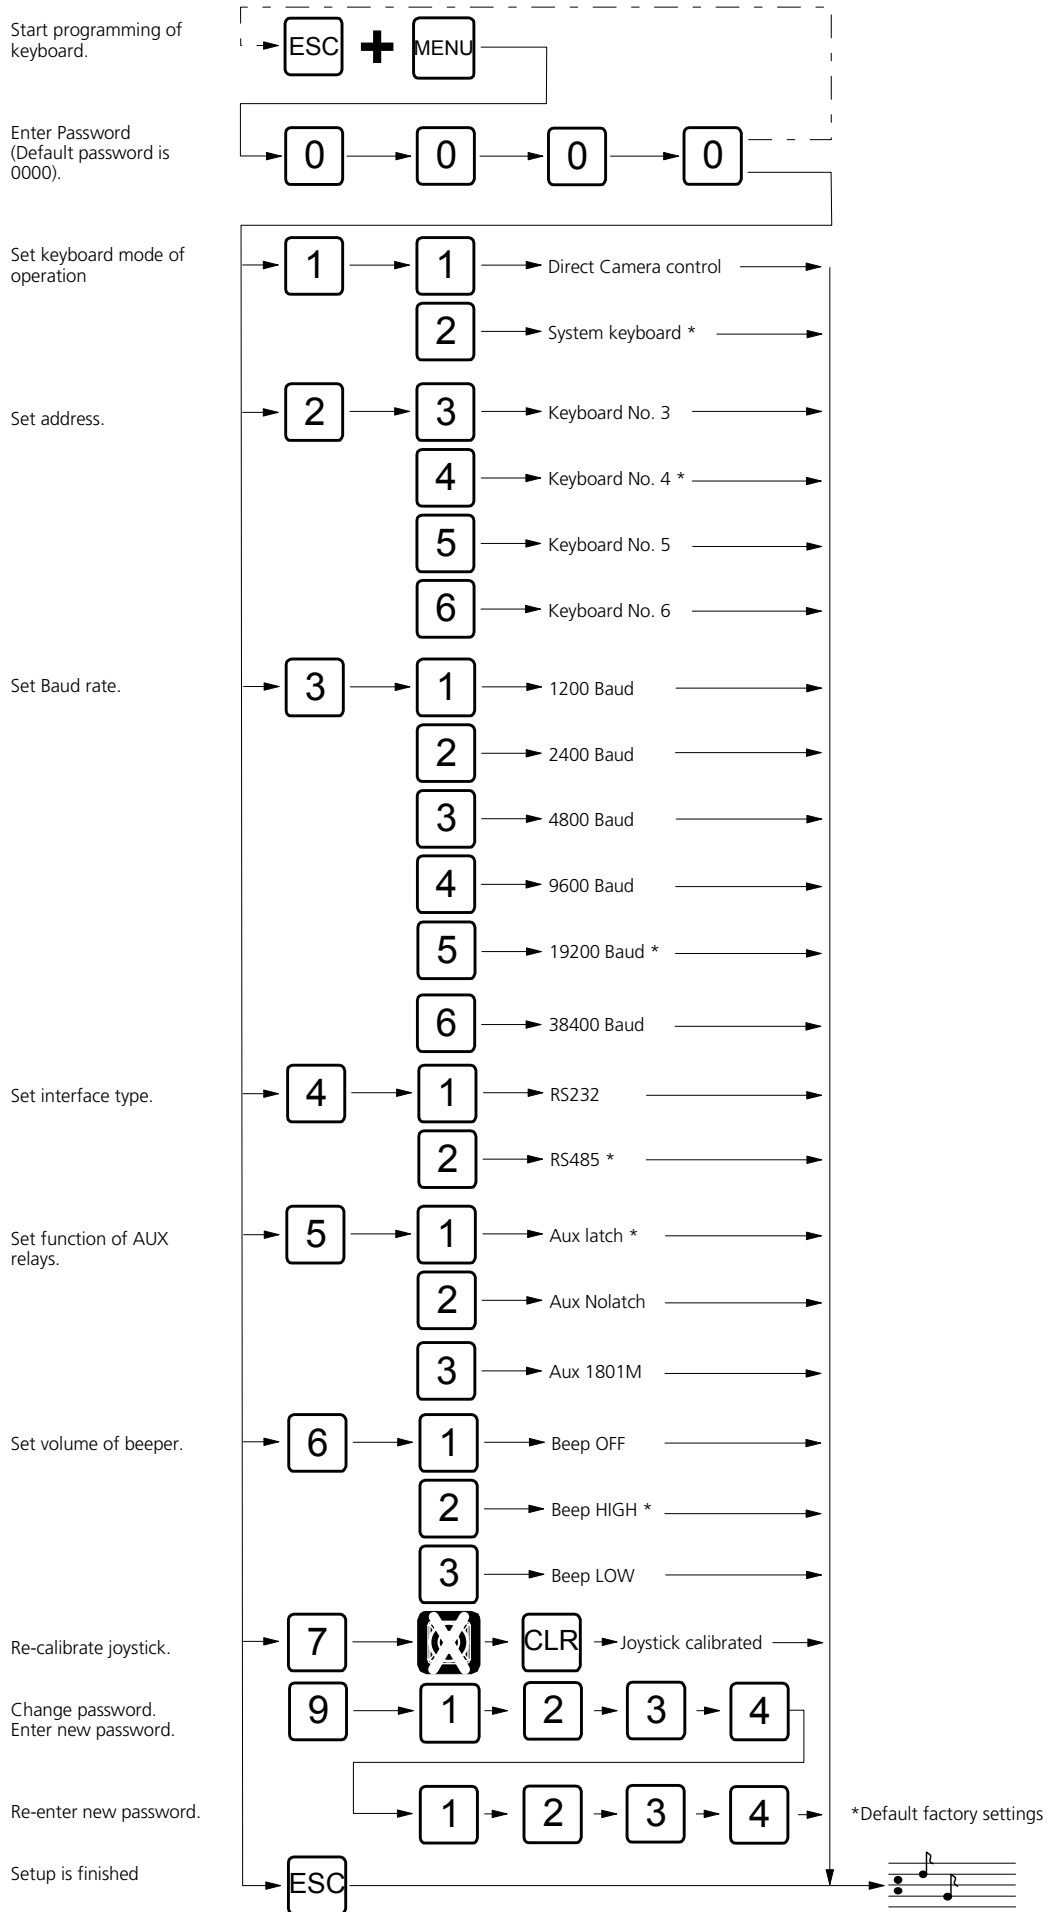 Start programming of
keyboard.
ESC + MENU
Enter Password
(Default password is
0000).
0 0 0 0
Set keyboard mode of
operation
1 1 Direct Camera control
2 System keyboard *
Set address.
2 3 Keyboard No. 3
4 Keyboard No. 4 *
5 Keyboard No. 5
6 Keyboard No. 6
Set Baud rate.
3 1 1200 Baud
2 2400 Baud
3 4800 Baud
4 9600 Baud
5 19200 Baud *
6 38400 Baud
Set interface type.
4 1 RS232
2 RS485 *
Set function of AUX
relays.
5 1 Aux latch *
2 Aux Nolatch
3 Aux 1801M
Set volume of beeper.
6 1 Beep OFF
2 Beep HIGH *
3 Beep LOW
Re-calibrate joystick.
7 CLR Joystick calibrated
Change password.
Enter new password.
9 1 2 3 4
Re-enter new password.
1 2 3 4
*Default factory settings
Setup is finished
ESC